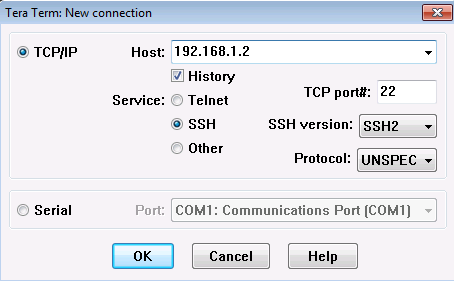 Tera Term: New connection
TCP/IP Host: 192.168.1.2
History
Service: Telnet TCP port#: 22
SSH SSH version: SSH2
Other Protocol: UNSPEC
Serial Port: COM1: Communications Port (COM1)
OK Cancel Help